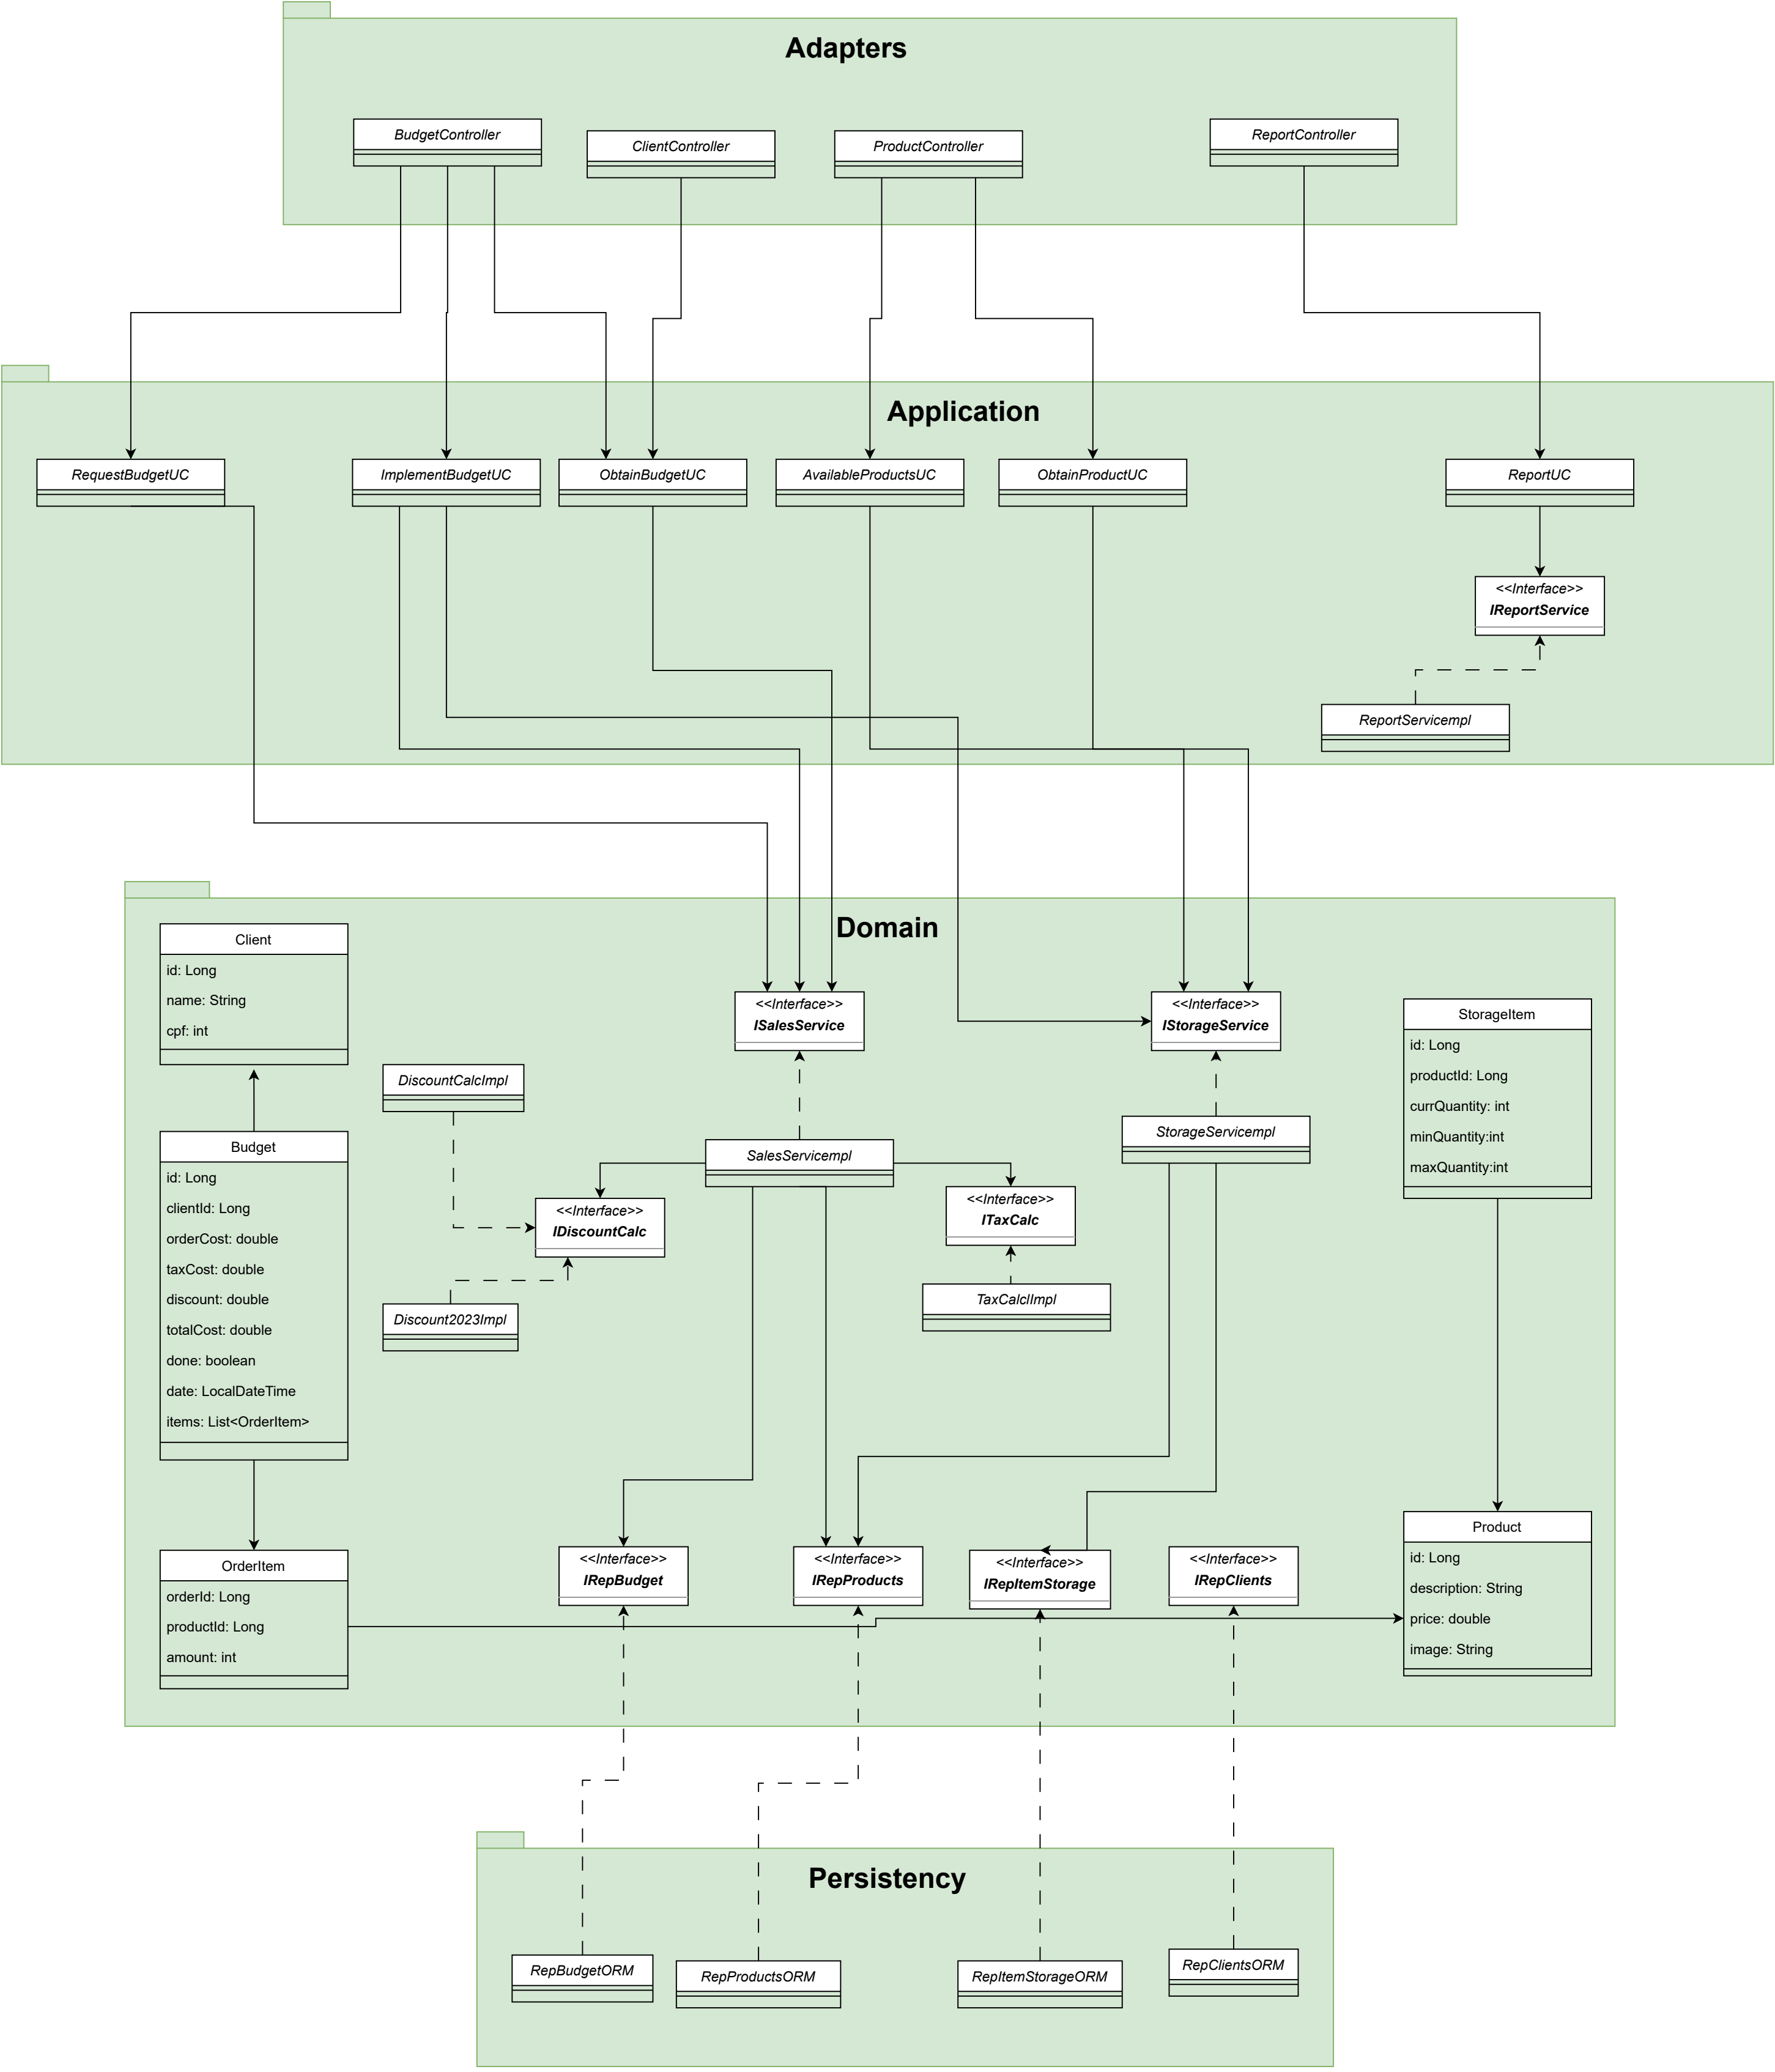 Adapters
BudgetController
ClientController
ProductController
ReportController
Application
RequestBudgetUC
ImplementBudgetUC
ObtainBudgetUC
AvailableProductsUC
ObtainProductUC
ReportUC
<<Interface>>
IReportService
ReportServicempl
Domain
Client
id: Long
name: String
cpf: int
<<Interface>>
ISalesService
<<Interface>>
IStorageService
StorageItem
id: Long
productId: Long
currQuantity: int
minQuantity:int
maxQuantity:int
DiscountCalcImpl
Budget
id: Long
clientId: Long
orderCost: double
taxCost: double
discount: double
totalCost: double
done: boolean
date: LocalDateTime
items: List<OrderItem>
SalesServicempl
StorageServicempl
<<Interface>>
IDiscountCalc
<<Interface>>
ITaxCalc
Discount2023Impl
TaxCalclImpl
OrderItem
orderId: Long
productId: Long
amount: int
<<Interface>>
IRepBudget
<<Interface>>
IRepProducts
<<Interface>>
IRepItemStorage
<<Interface>>
IRepClients
Product
id: Long
description: String
price: double
image: String
Persistency
RepBudgetORM
RepProductsORM
RepItemStorageORM
RepClientsORM